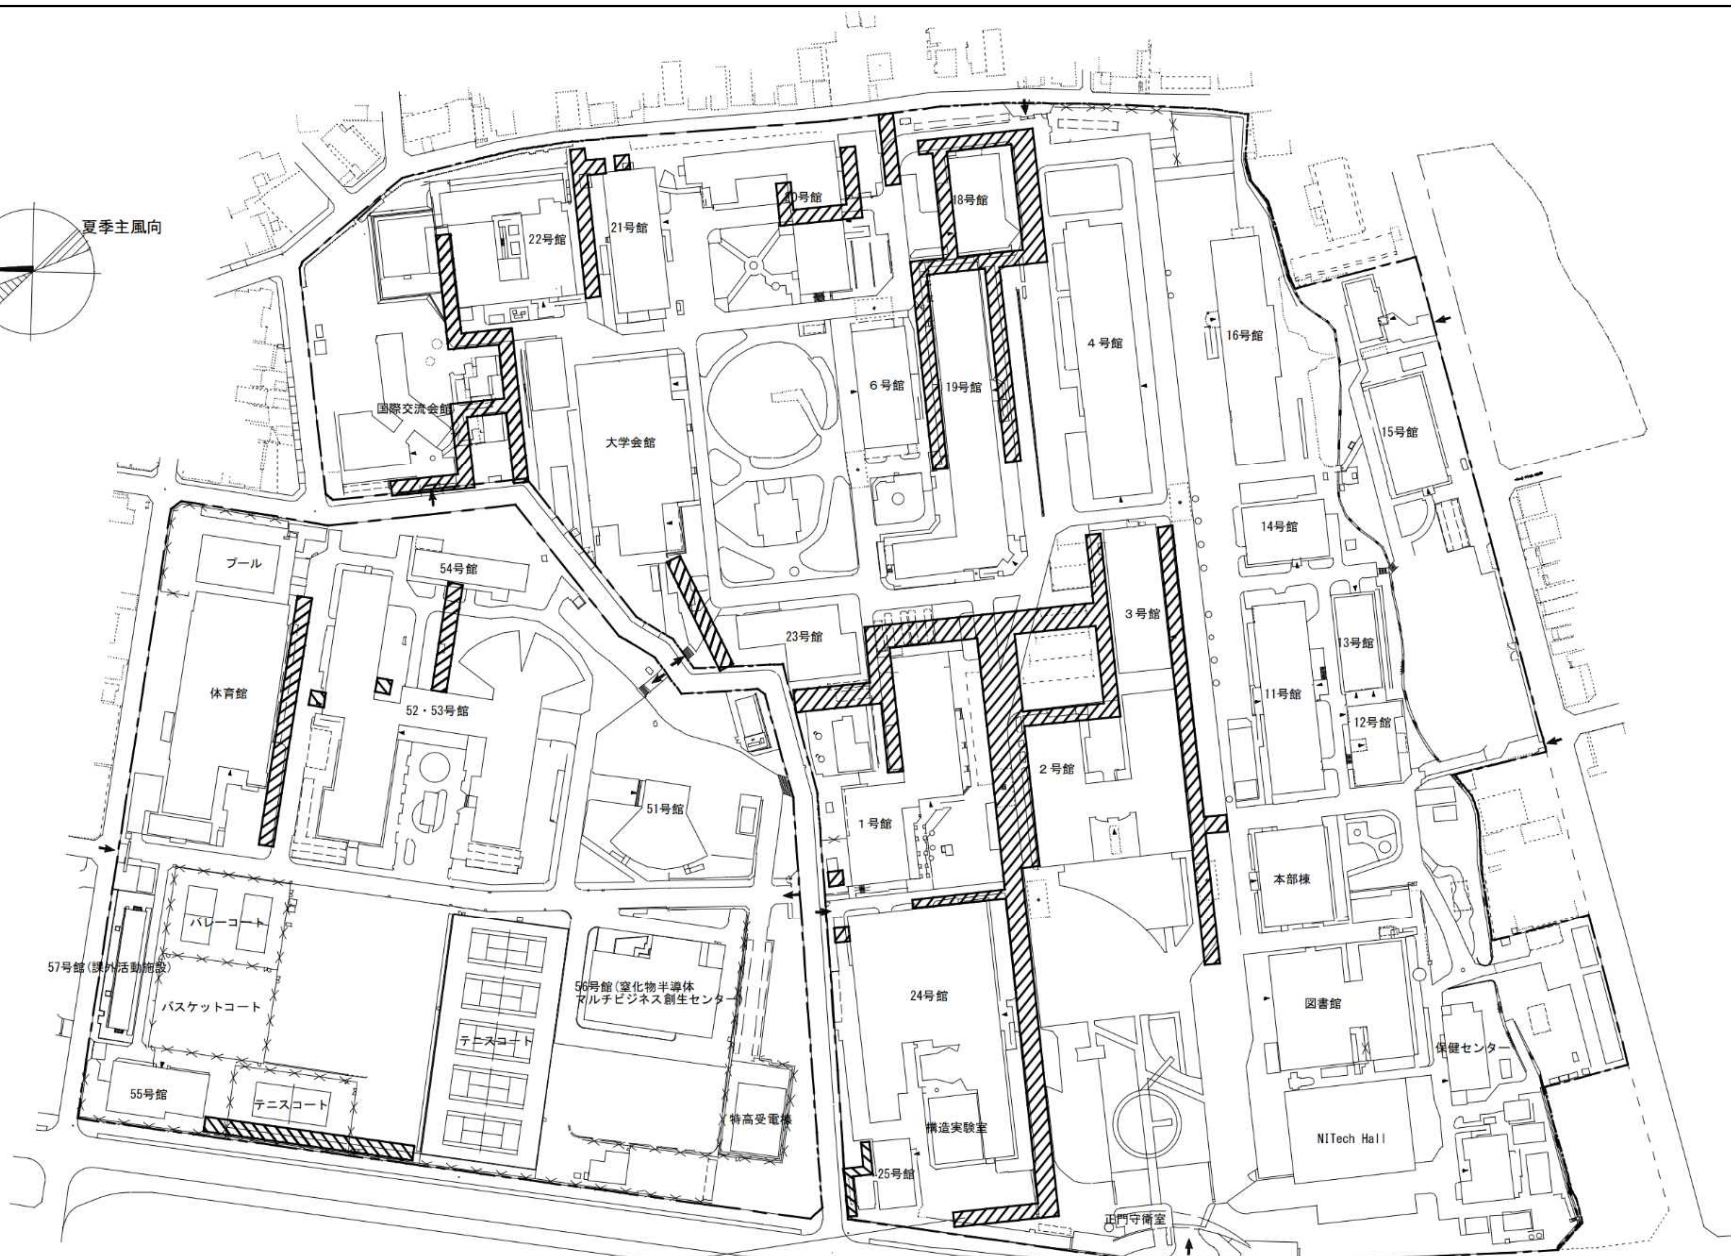 夏季主風向
20号館
18号館
21号館
22号館
4号館
16号館
6号館
19号館
国際交流会館
大学会館
15号館
14号館
プール
54号館
23号館
3号館
13号館
体育館
52・53号館
11号館
12号館
2号館
51号館
1号館
本部棟
バレーコート
57号館(課外活動施設)
56号館(窒化物半導体
マルチビジネス創生センター)
24号館
図書館
バスケットコート
テニスコート
保健センター
55号館
テニスコート
特高受電棟
構造実験室
NITech Hall
25号館
正門守衛室